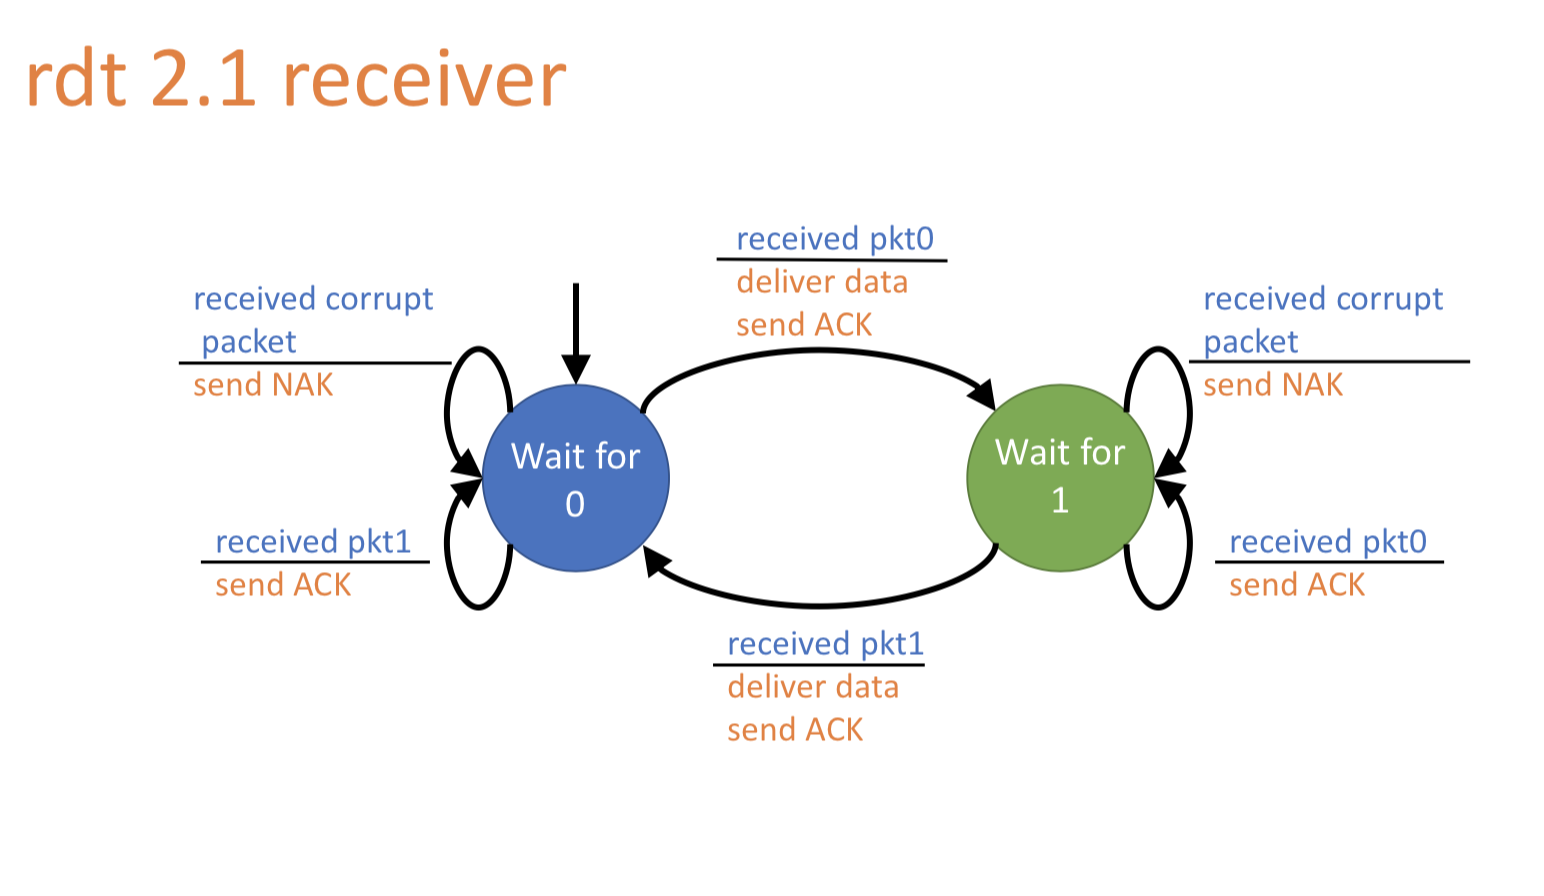 rdt 2.1 receiver
received pkt0
deliver data
send ACK
received corrupt
packet
send NAK
received corrupt
packet
send NAK
Wait for
0
Wait for
1
received pkt1
send ACK
received pkt0
send ACK
received pkt1
deliver data
send ACK